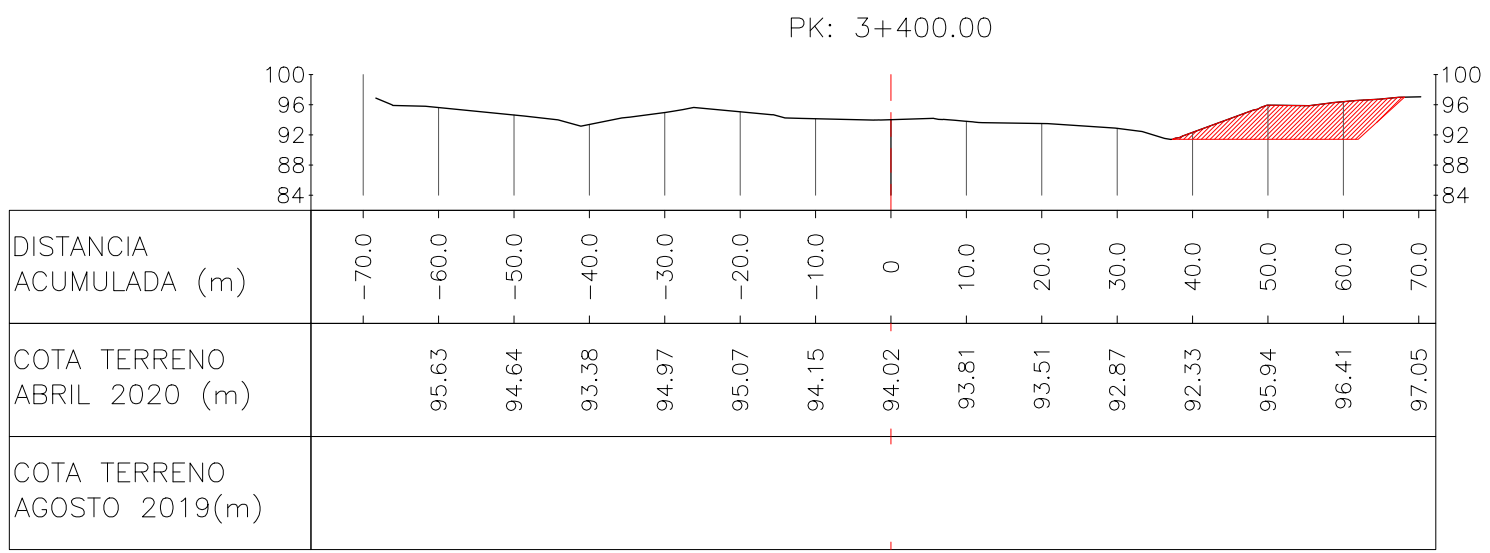 PK: 3+400.00
100 100
96 96
92 92
88 88
84 84
DISTANCIA
ACUMULADA (m)
-70.0 -60.0 -50.0 -40.0 -30.0 -20.0 -10.0 0 10.0 20.0 30.0 40.0 50.0 60.0 70.0
COTA TERRENO
ABRIL 2020 (m)
95.63 94.64 93.38 94.97 95.07 94.15 94.02 93.81 93.51 92.87 92.33 95.94 96.41 97.05
COTA TERRENO
AGOSTO 2019(m)